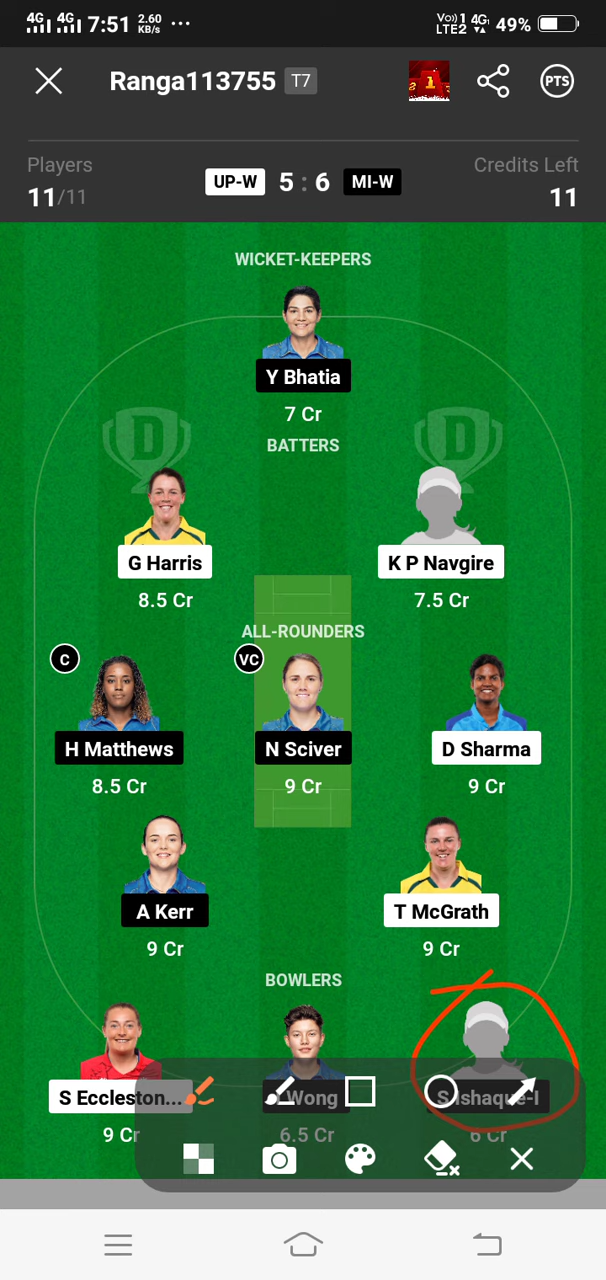 4G 4G 7:51 2.60 KB/s ... Vo) 1 4G LTE2 49%
Ranga113755 T7 PTS
Players Credits Left
11/11 UP-W 5 : 6 MI-W 11
WICKET-KEEPERS
Y Bhatia
7 Cr
BATTERS
G Harris K P Navgire
8.5 Cr 7.5 Cr
ALL-ROUNDERS
C VC
H Matthews N Sciver D Sharma
8.5 Cr 9 Cr 9 Cr
A Kerr T McGrath
9 Cr 9 Cr
BOWLERS
S Eccleston... Wong
9 Cr 6.5 Cr 6 Cr